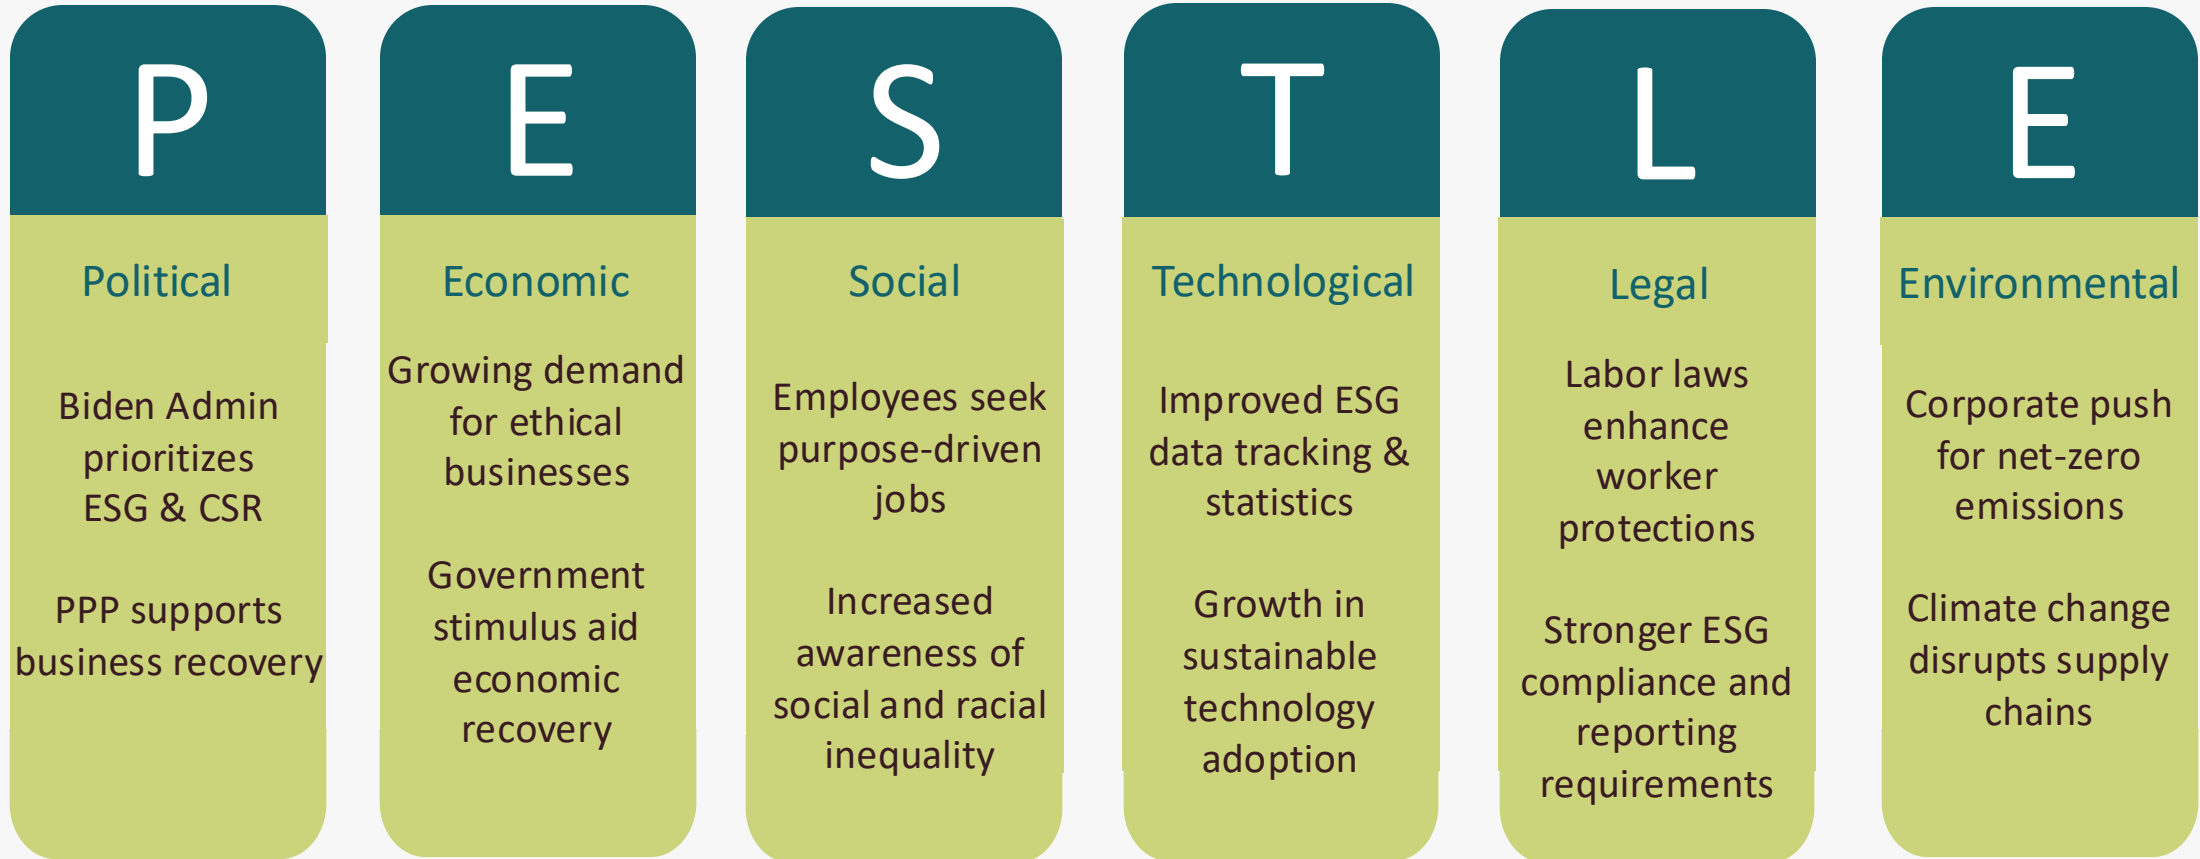 P
Political
Biden Admin
prioritizes
ESG & CSR
PPP supports
business recovery
E
Economic
Growing demand
for ethical
businesses
Government
stimulus aid
economic
recovery
S
Social
Employees seek
purpose-driven
jobs
Increased
awareness of
social and racial
inequality
T
Technological
Improved ESG
data tracking &
statistics
Growth in
sustainable
technology
adoption
L
Legal
Labor laws
enhance
worker
protections
Stronger ESG
compliance and
reporting
requirements
E
Environmental
Corporate push
for net-zero
emissions
Climate change
disrupts supply
chains